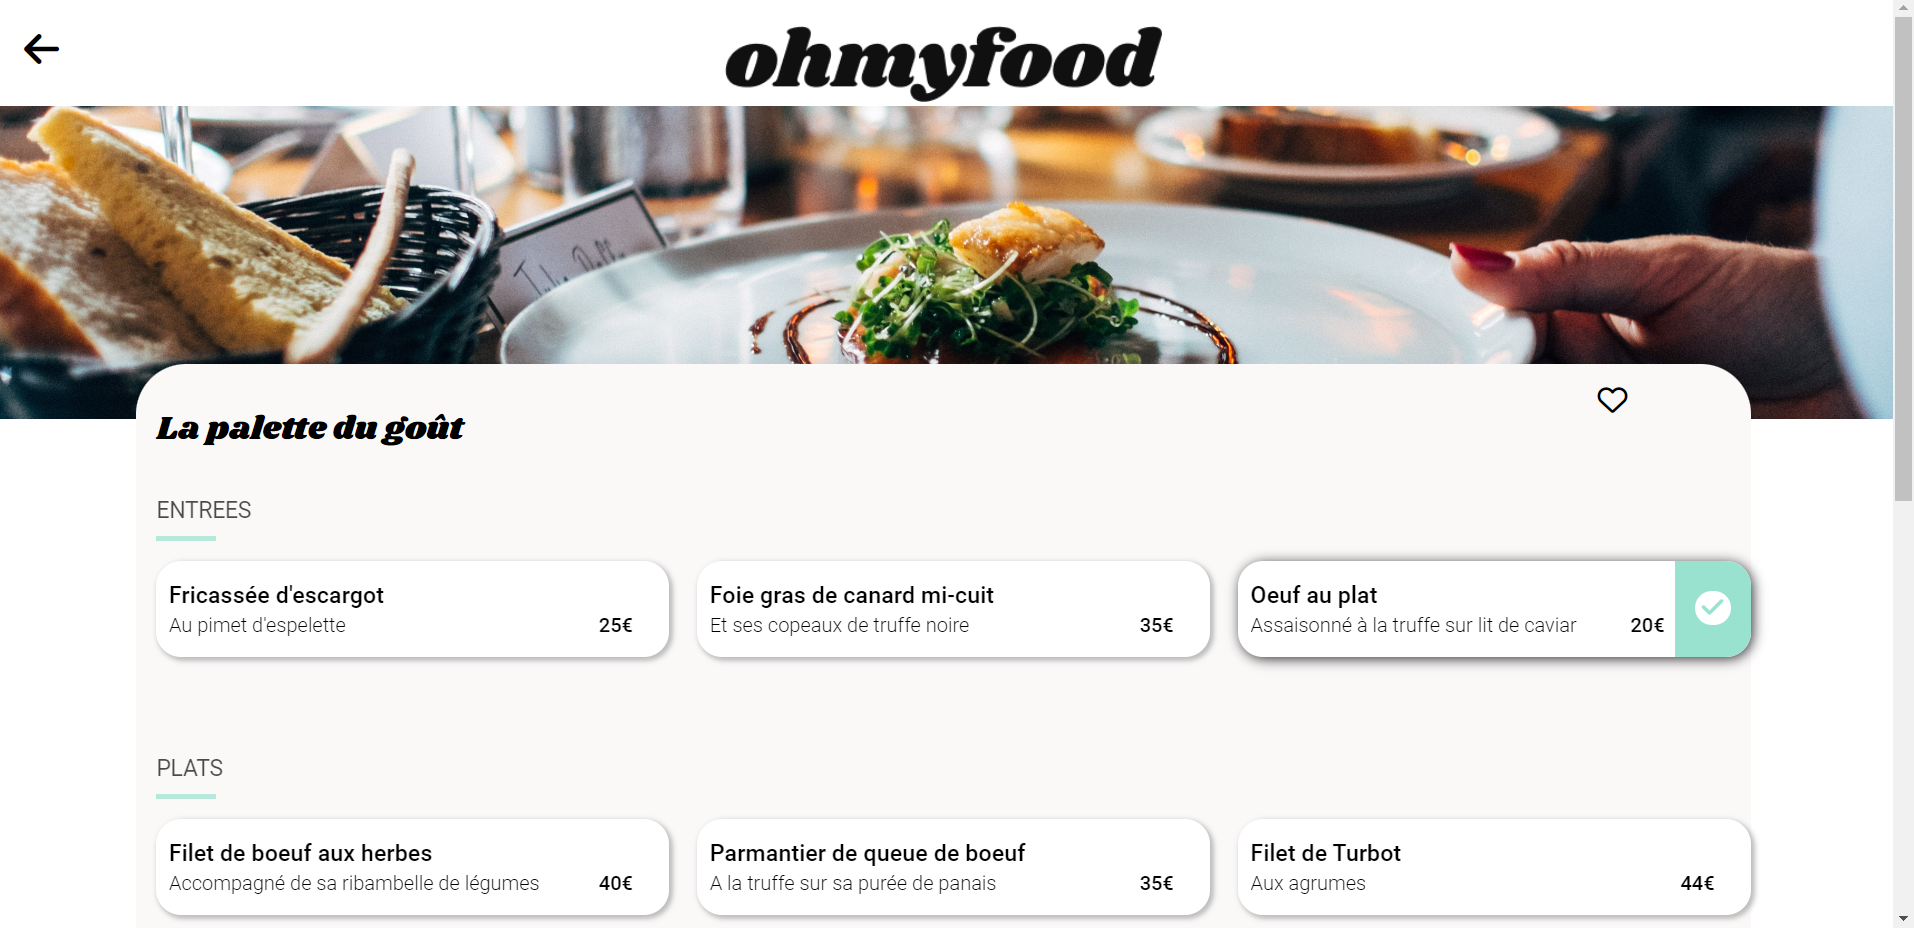 ohmyfood
La palette du goût
ENTREES
Fricassée d'escargot
Au pimet d'espelette 25€
Foie gras de canard mi-cuit
Et ses copeaux de truffe noire 35€
Oeuf au plat
Assaisonné à la truffe sur lit de caviar 20€
PLATS
Filet de boeuf aux herbes
Accompagné de sa ribambelle de légumes 40€
Parmantier de queue de boeuf
A la truffe sur sa purée de panais 35€
Filet de Turbot
Aux agrumes 44€